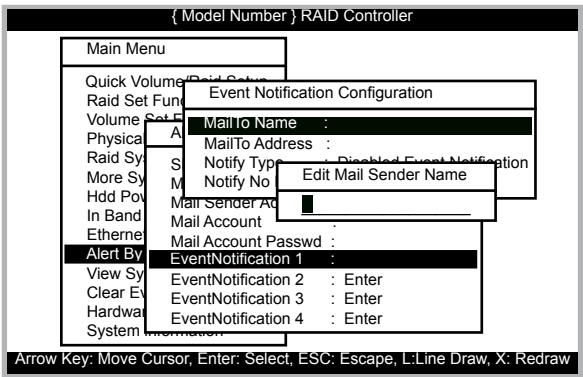 { Model Number } RAID Controller
Main Menu
Quick Volume/Raid Setup
Raid Set Func
Volume Set F
Physica
Raid Sy
More Sy
Hdd Pow
In Band
Etherne
Alert By
View Sy
Clear Ev
Hardwa
System Information
Event Notification Configuration
MailTo Name :
MailTo Address :
Notify Type : Disabled Event Notification
Notify No
Edit Mail Sender Name
A
S
M
Mail Sender Ac
Mail Account :
Mail Account Passwd :
EventNotification 1 :
EventNotification 2 : Enter
EventNotification 3 : Enter
EventNotification 4 : Enter
Arrow Key: Move Cursor, Enter: Select, ESC: Escape, L:Line Draw, X: Redraw